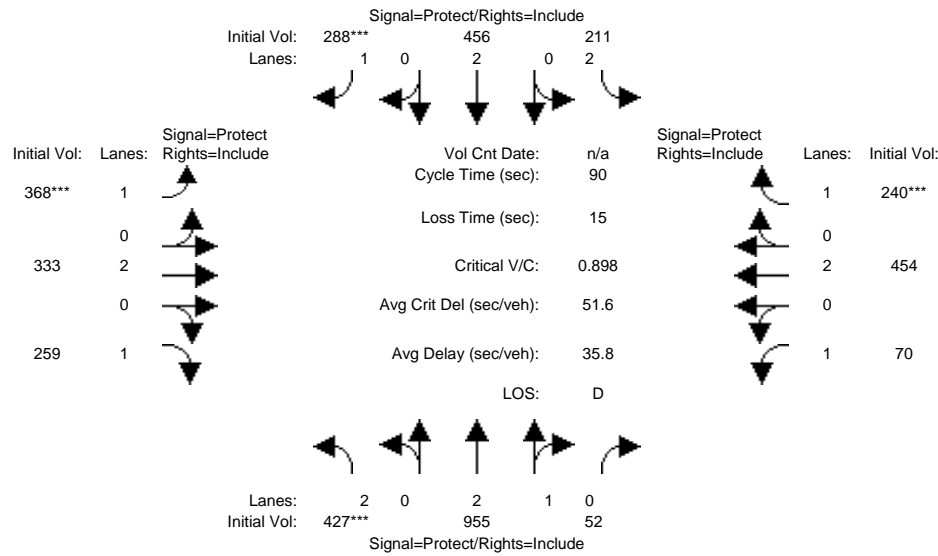 Signal=Protect/Rights=Include
Initial Vol: 288*** 456 211
Lanes: 1 0 2 0 2
Signal=Protect
Initial Vol: Lanes: Rights=Include
Vol Cnt Date: n/a
Signal=Protect
Rights=Include Lanes: Initial Vol:
Cycle Time (sec): 90
368*** 1
1 240***
Loss Time (sec): 15
0
0
333 2
Critical V/C: 0.898
2 454
0
Avg Crit Del (sec/veh): 51.6
0
259 1
Avg Delay (sec/veh): 35.8
1 70
LOS: D
Lanes: 2 0 2 1 0
Initial Vol: 427*** 955 52
Signal=Protect/Rights=Include